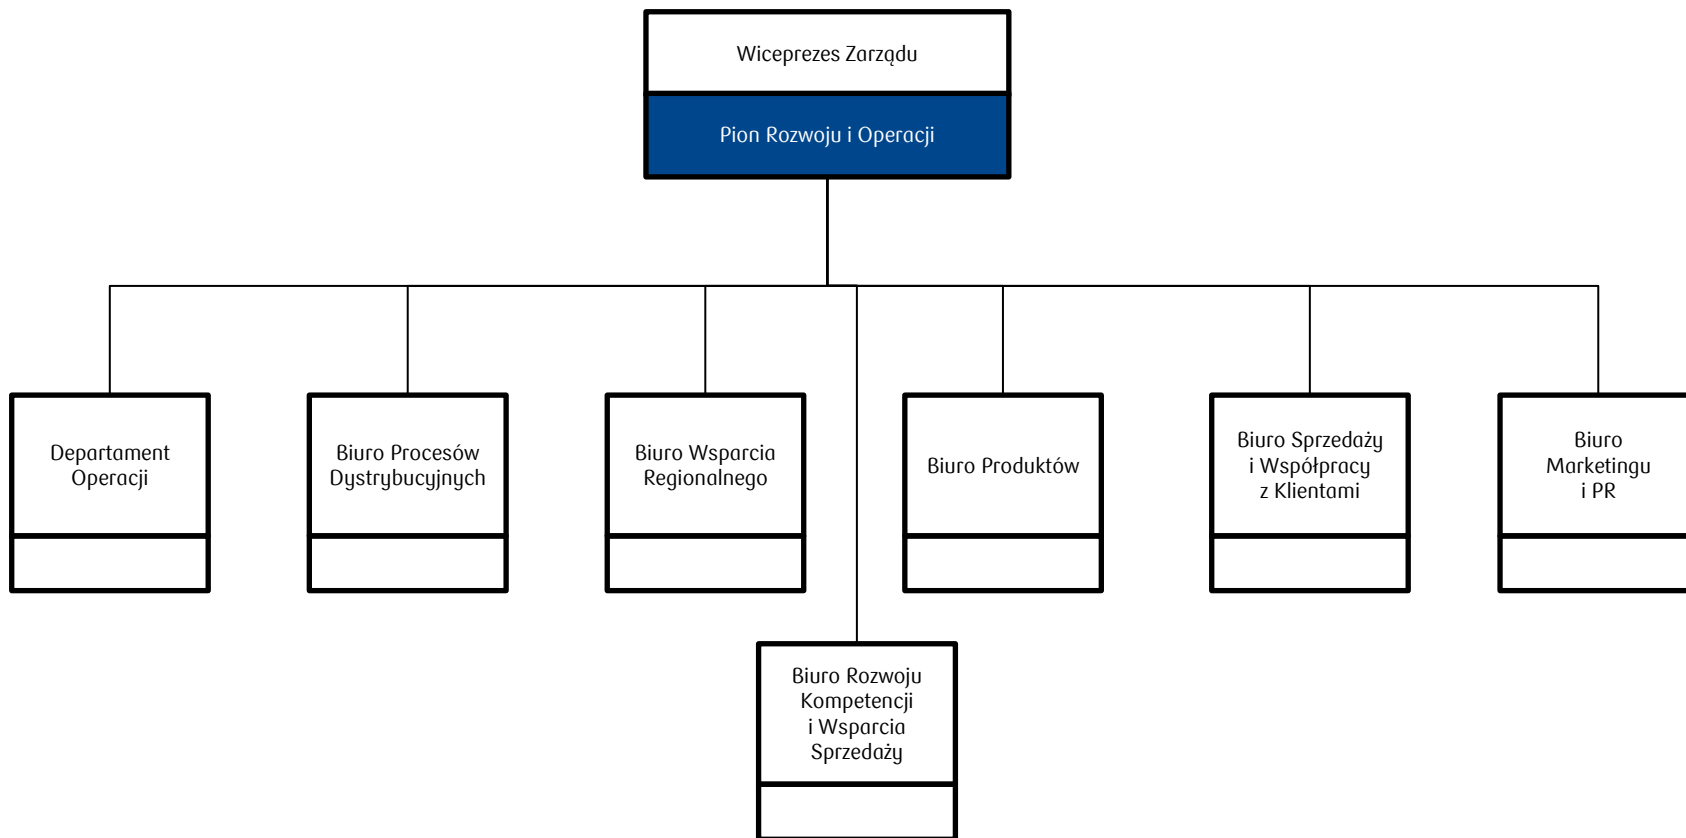 Wiceprezes Zarządu
Pion Rozwoju i Operacji
Departament
Operacji
Biuro Procesów
Dystrybucyjnych
Biuro Wsparcia
Regionalnego
Biuro Produktów
Biuro Sprzedaży
i Współpracy
z Klientami
Biuro
Marketingu
i PR
Biuro Rozwoju
Kompetencji
i Wsparcia
Sprzedaży